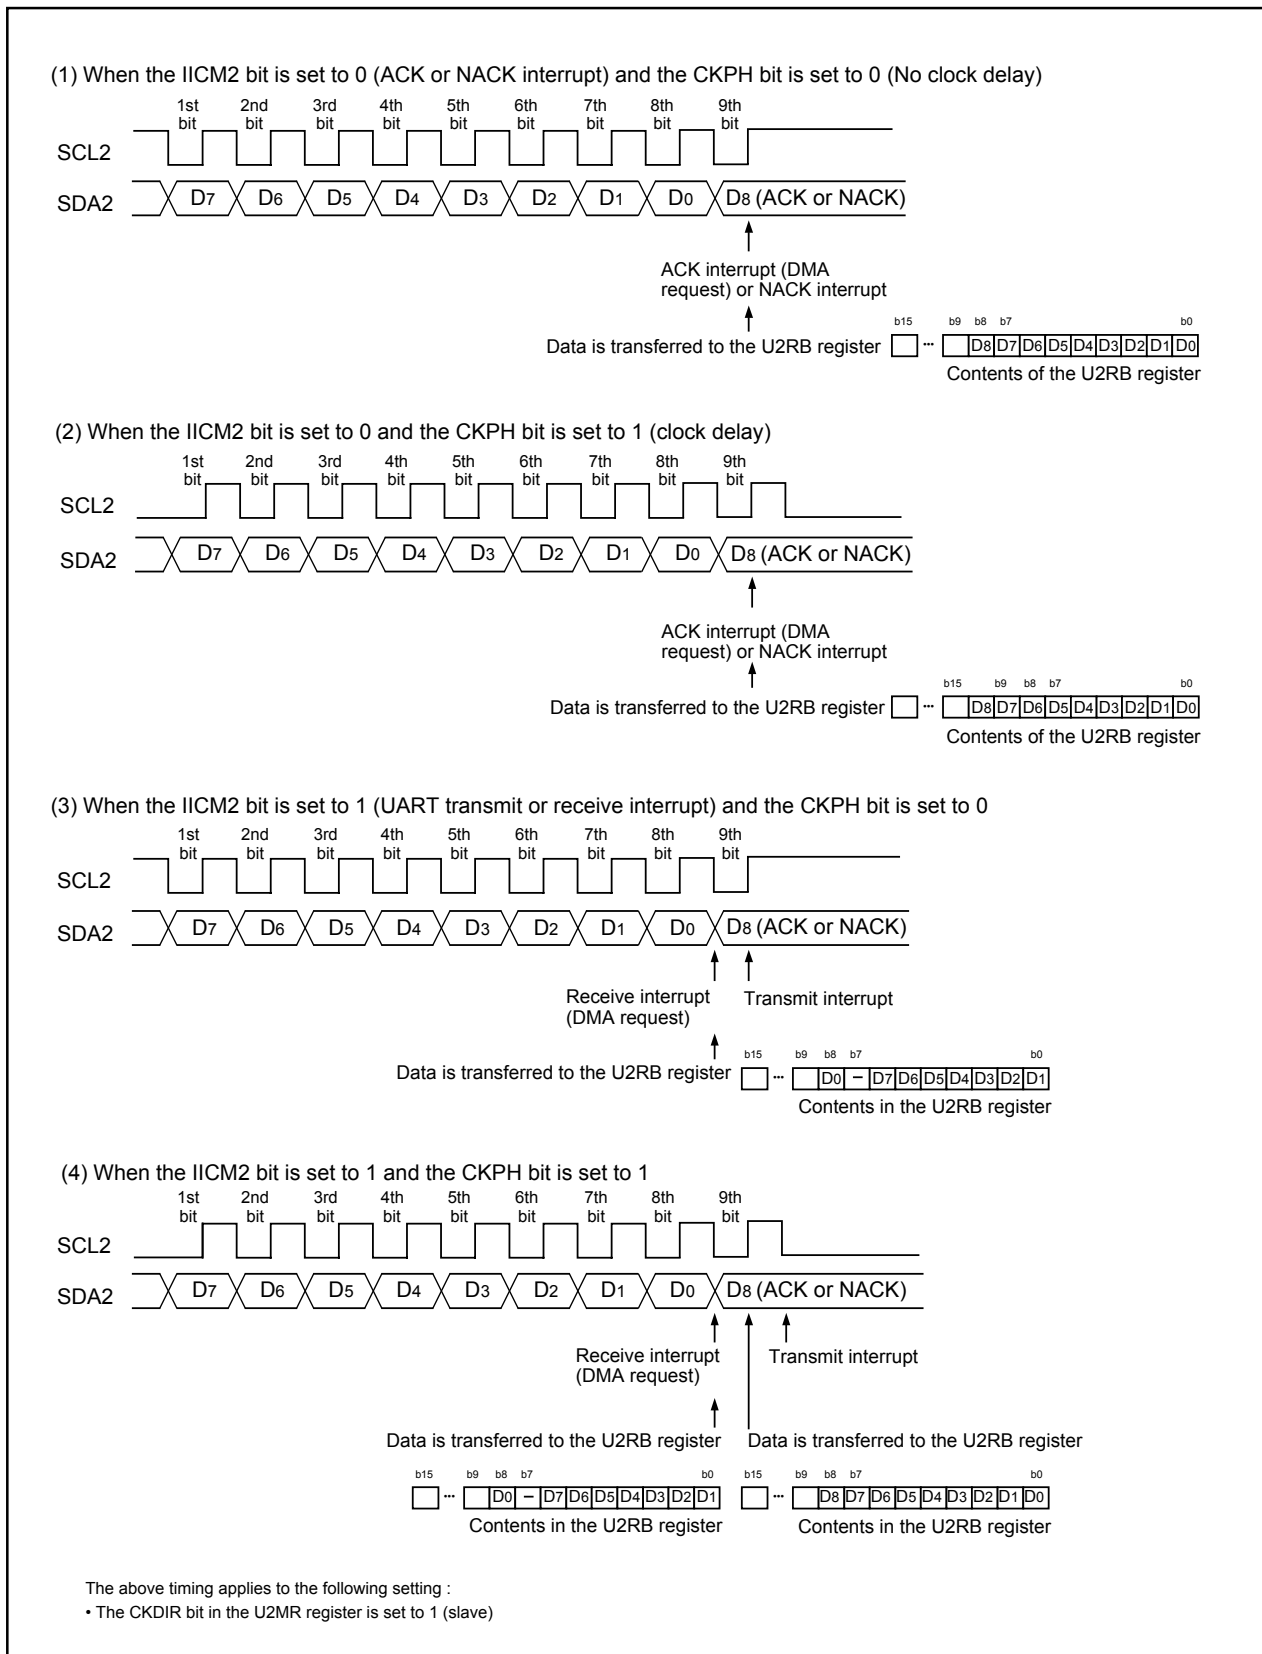 (1) When the IICM2 bit is set to 0 (ACK or NACK interrupt) and the CKPH bit is set to 0 (No clock delay)
1st 2nd 3rd 4th 5th 6th 7th 8th 9th
bit bit bit bit bit bit bit bit bit
SCL2
SDA2 D7 D6 D5 D4 D3 D2 D1 D0 D8 (ACK or NACK)
ACK interrupt (DMA
request) or NACK interrupt
b15 b9 b8 b7 b0
Data is transferred to the U2RB register ... D8 D7 D6 D5 D4 D3 D2 D1 D0
Contents of the U2RB register
(2) When the IICM2 bit is set to 0 and the CKPH bit is set to 1 (clock delay)
1st 2nd 3rd 4th 5th 6th 7th 8th 9th
bit bit bit bit bit bit bit bit bit
SCL2
SDA2 D7 D6 D5 D4 D3 D2 D1 D0 D8 (ACK or NACK)
ACK interrupt (DMA
request) or NACK interrupt
b15 b9 b8 b7 b0
Data is transferred to the U2RB register ... D8 D7 D6 D5 D4 D3 D2 D1 D0
Contents of the U2RB register
(3) When the IICM2 bit is set to 1 (UART transmit or receive interrupt) and the CKPH bit is set to 0
1st 2nd 3rd 4th 5th 6th 7th 8th 9th
bit bit bit bit bit bit bit bit bit
SCL2
SDA2 D7 D6 D5 D4 D3 D2 D1 D0 D8 (ACK or NACK)
Receive interrupt Transmit interrupt
(DMA request)
b15 b9 b8 b7 b0
Data is transferred to the U2RB register ... D0 – D7 D6 D5 D4 D3 D2 D1
Contents in the U2RB register
(4) When the IICM2 bit is set to 1 and the CKPH bit is set to 1
1st 2nd 3rd 4th 5th 6th 7th 8th 9th
bit bit bit bit bit bit bit bit bit
SCL2
SDA2 D7 D6 D5 D4 D3 D2 D1 D0 D8 (ACK or NACK)
Receive interrupt Transmit interrupt
(DMA request)
Data is transferred to the U2RB register Data is transferred to the U2RB register
b15 b9 b8 b7 b0 b15 b9 b8 b7 b0
... D0 – D7 D6 D5 D4 D3 D2 D1 ... D8 D7 D6 D5 D4 D3 D2 D1 D0
Contents in the U2RB register Contents in the U2RB register
The above timing applies to the following setting :
• The CKDIR bit in the U2MR register is set to 1 (slave)